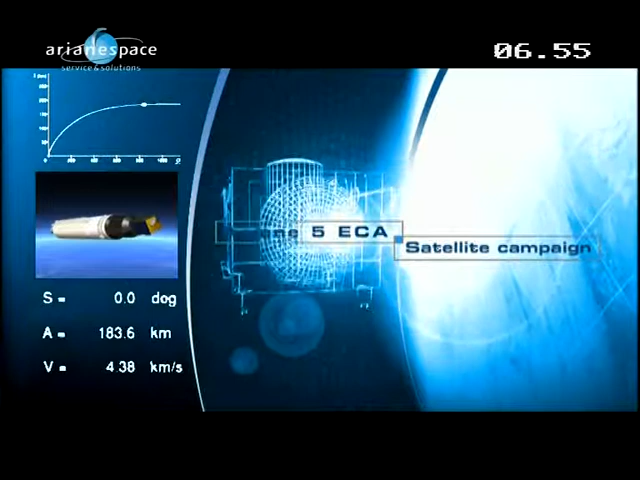 arianespace
service & solutions
06.55
5 ECA
Satellite campaign
S = 0.0 deg
A = 183.6 km
V = 4.38 km/s